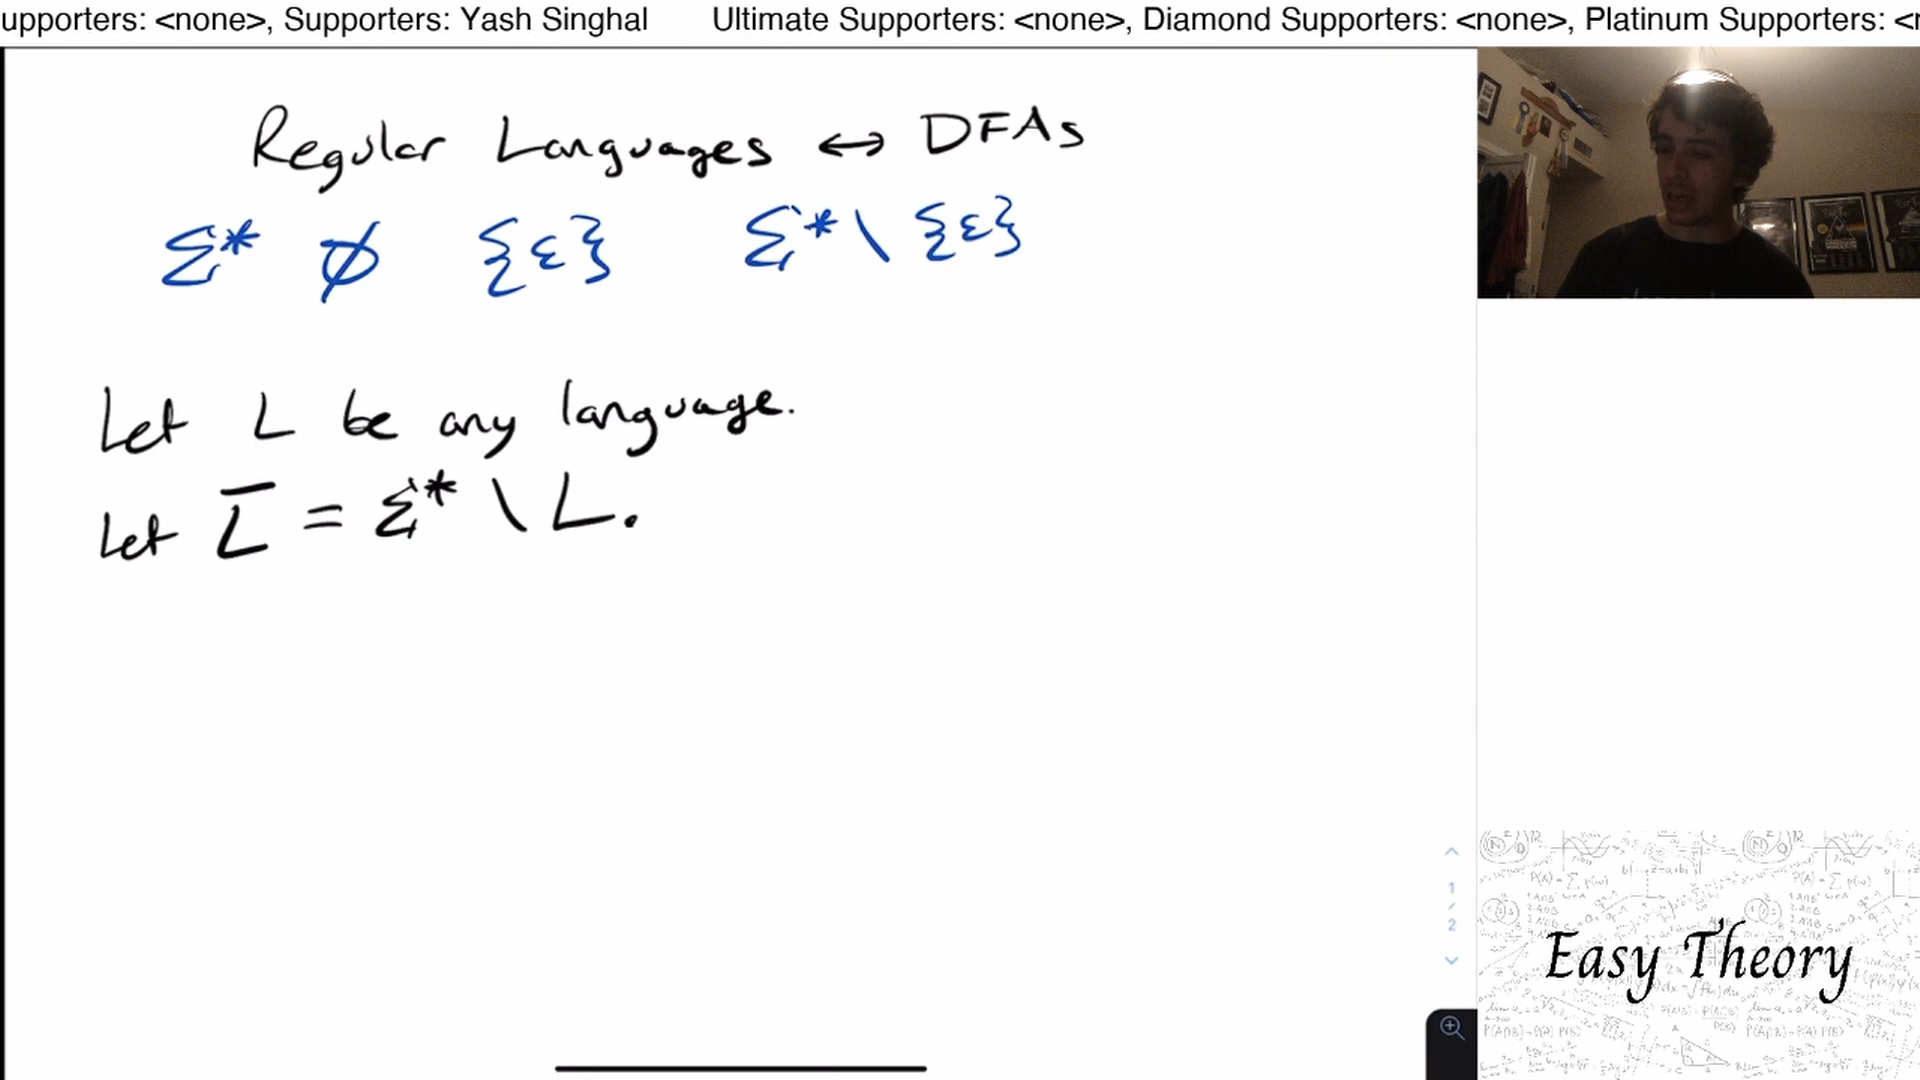 upporters: <none>, Supporters: Yash Singhal Ultimate Supporters: <none>, Diamond Supporters: <none>, Platinum Supporters: <n
Regular Languages ↔ DFAs
Σ* ∅ {ε} Σ* \ {ε}
Let L be any language.
Let L̅ = Σ* \ L.
1
2
Easy Theory